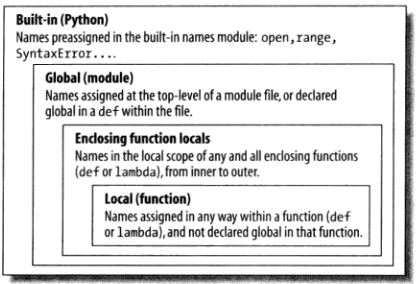 Built-in (Python)
Names preassigned in the built-in names module: open,range,
SyntaxError....
Global (module)
Names assigned at the top-level of a module file, or declared
global in a def within the file.
Enclosing function locals
Names in the local scope of any and all enclosing functions
(def or lambda), from inner to outer.
Local (function)
Names assigned in any way within a function (def
or lambda), and not declared global in that function.